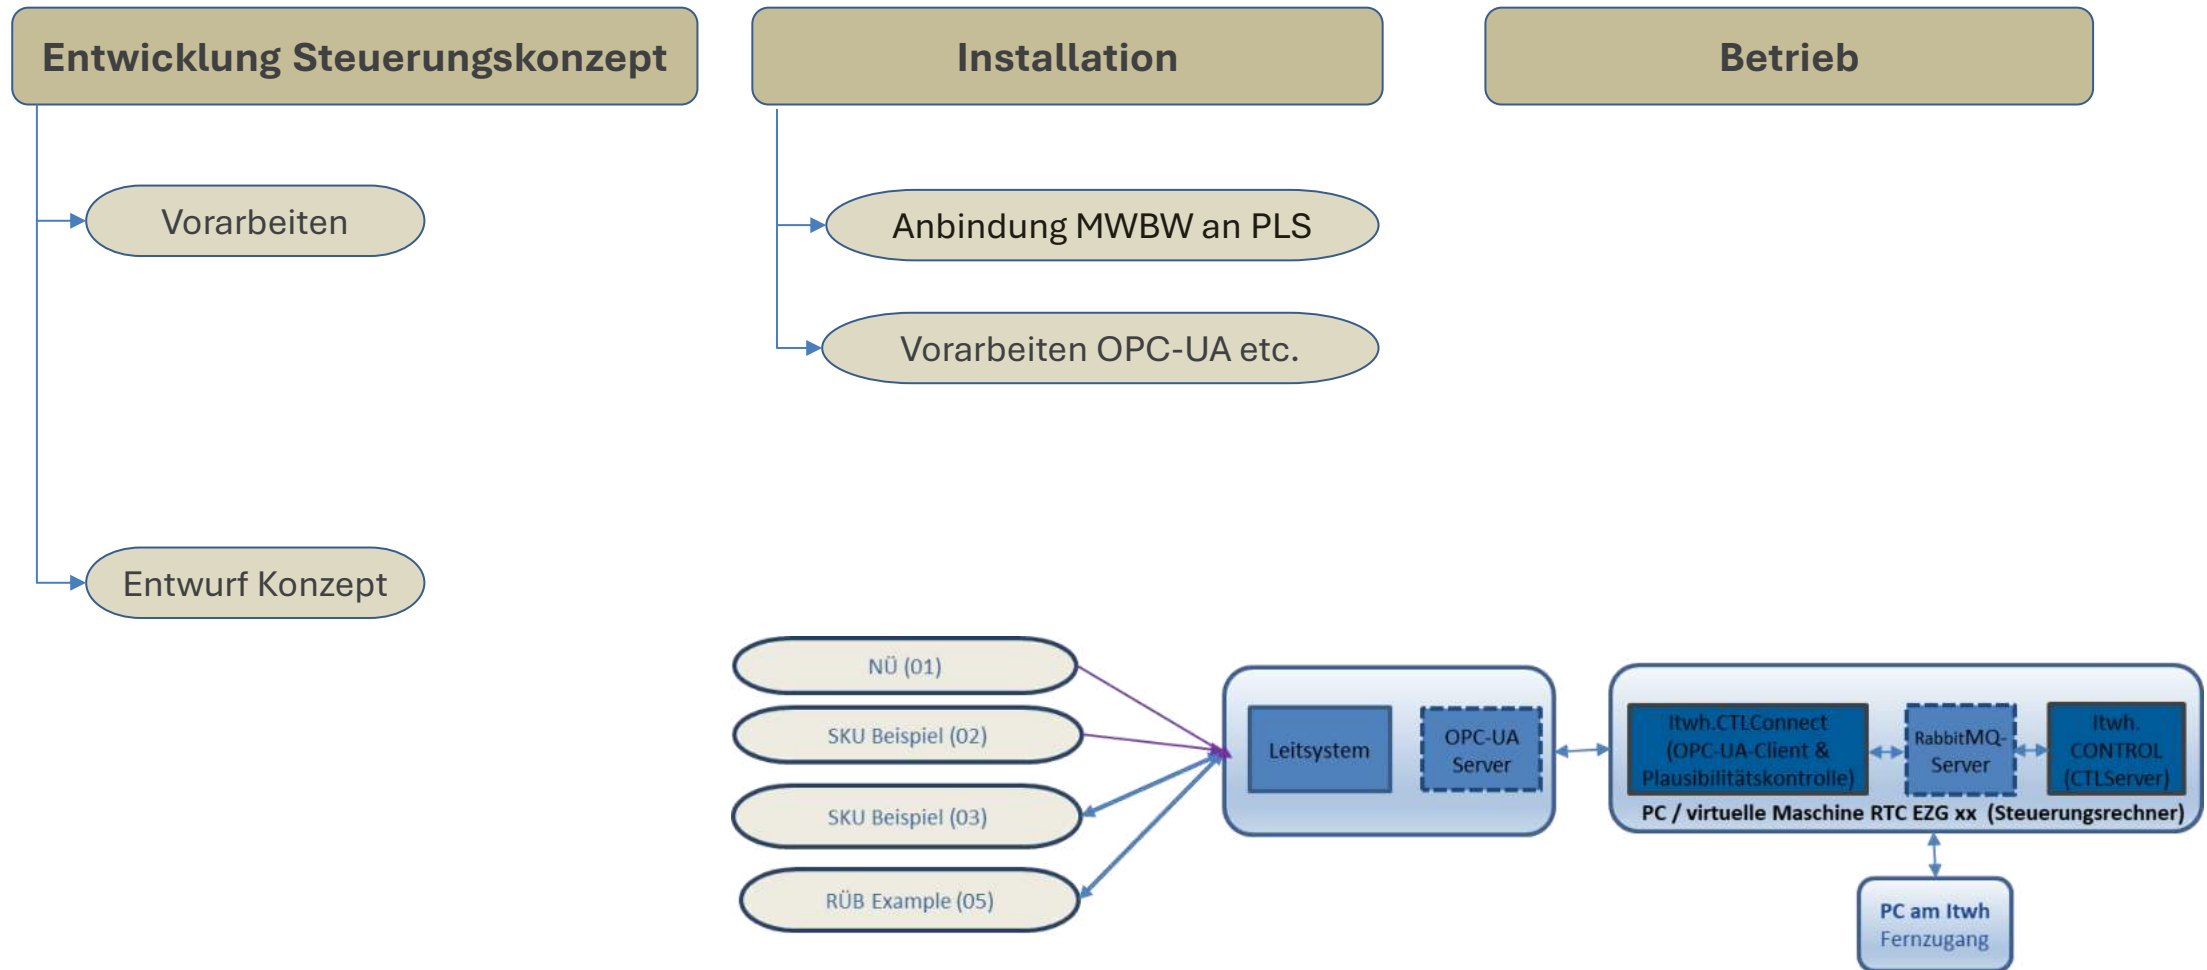 Entwicklung Steuerungskonzept
Installation
Betrieb
Vorarbeiten
Anbindung MWBW an PLS
Vorarbeiten OPC-UA etc.
Entwurf Konzept
NÜ (01)
SKU Beispiel (02)
SKU Beispiel (03)
RÜB Example (05)
Leitsystem
OPC-UA
Server
Itwh.CTLConnect
(OPC-UA-Client &
Plausibilitätskontrolle)
RabbitMQ-
Server
Itwh.
CONTROL
(CTLServer)
PC / virtuelle Maschine RTC EZG xx (Steuerungsrechner)
PC am Itwh
Fernzugang